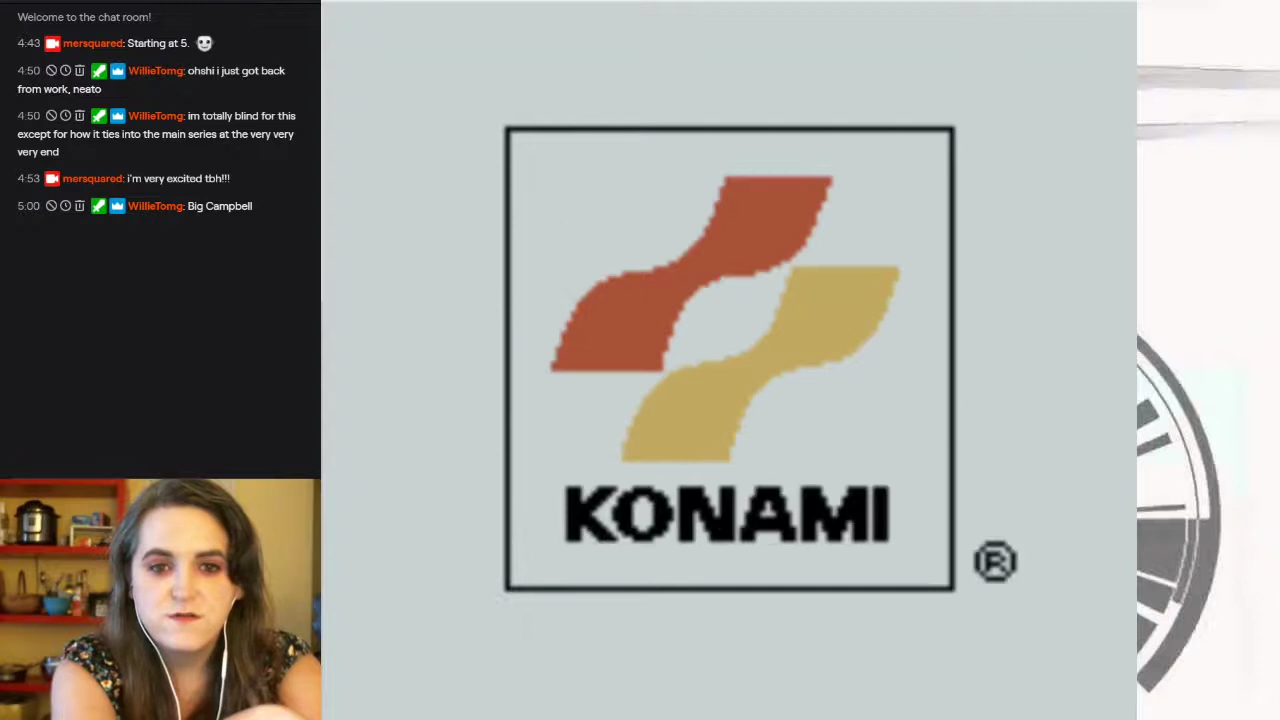 Welcome to the chat room!
4:43 mersquared: Starting at 5.
4:50 WillieTomg: ohshi i just got back
from work, neato
4:50 WillieTomg: im totally blind for this
except for how it ties into the main series at the very very
very end
4:53 mersquared: i'm very excited tbh!!!
5:00 WillieTomg: Big Campbell
KONAMI
®